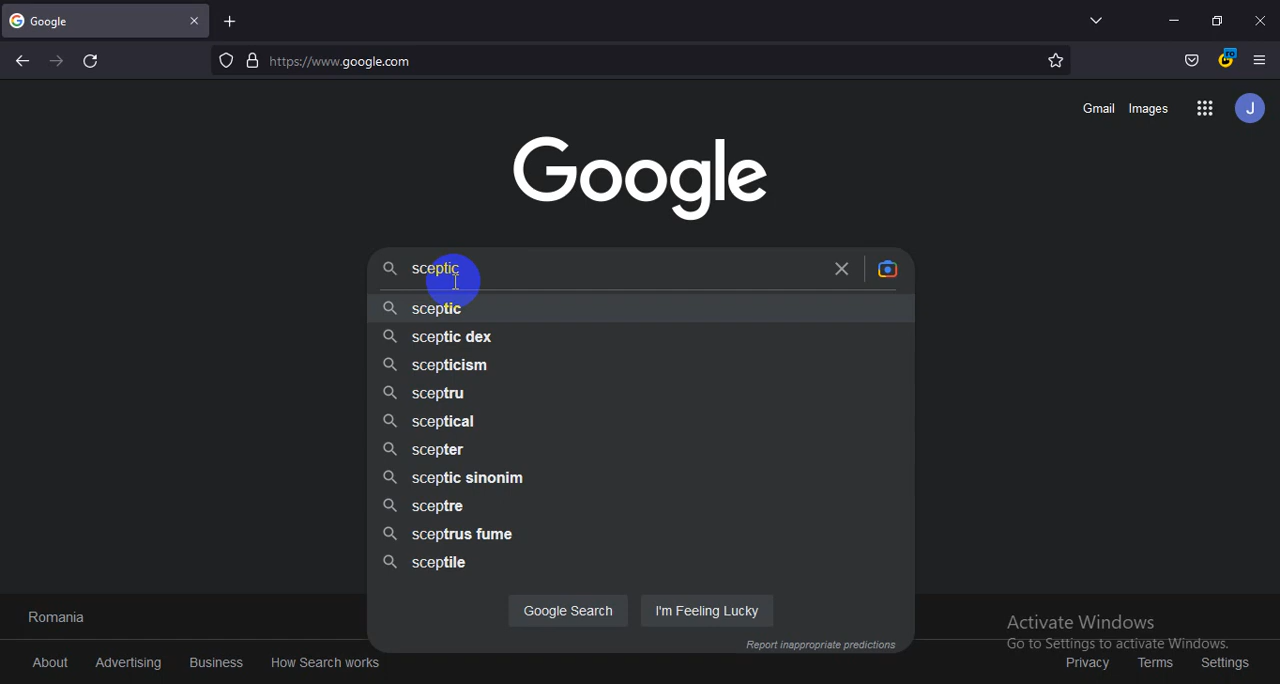 Google
https://www.google.com
ro
Gmail Images J
Google
sceptic
sceptic
sceptic dex
scepticism
sceptru
sceptical
scepter
sceptic sinonim
sceptre
sceptrus fume
sceptile
Google Search I'm Feeling Lucky
Report inappropriate predictions
Romania
Activate Windows
Go to Settings to activate Windows.
About Advertising Business How Search works Privacy Terms Settings